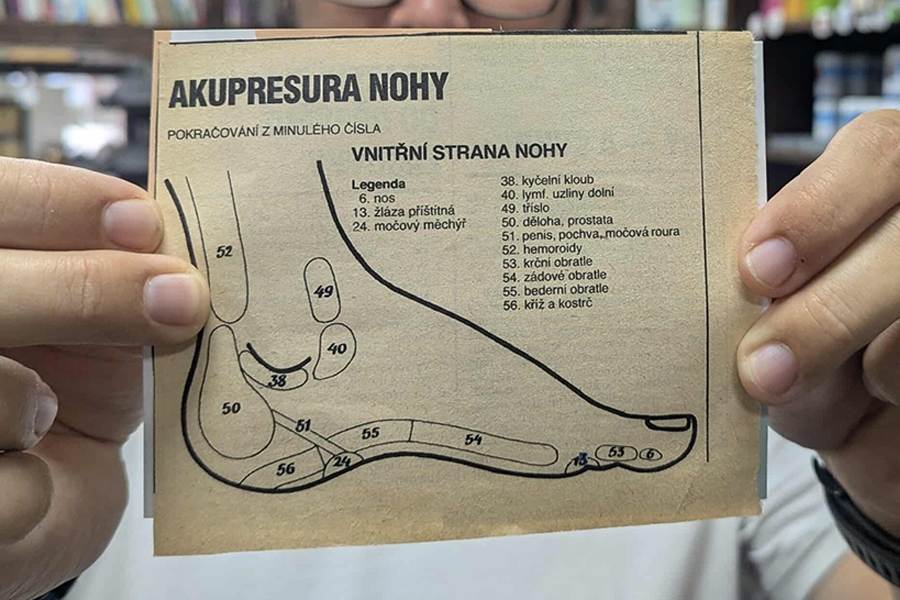 AKUPRESURA NOHY
POKRAČOVÁNÍ Z MINULÉHO ČÍSLA
VNITŘNÍ STRANA NOHY
Legenda
6. nos
13. žláza příštítná
24. močový měchýř
38. kyčelní kloub
40. lymf. uzliny dolní
49. tříslo
50. děloha, prostata
51. penis, pochva, močová roura
52. hemoroidy
53. krční obratle
54. zádové obratle
55. bederní obratle
56. kříž a kostrč
52
49
40
38
50
51
55
54
56
24
13
53
6